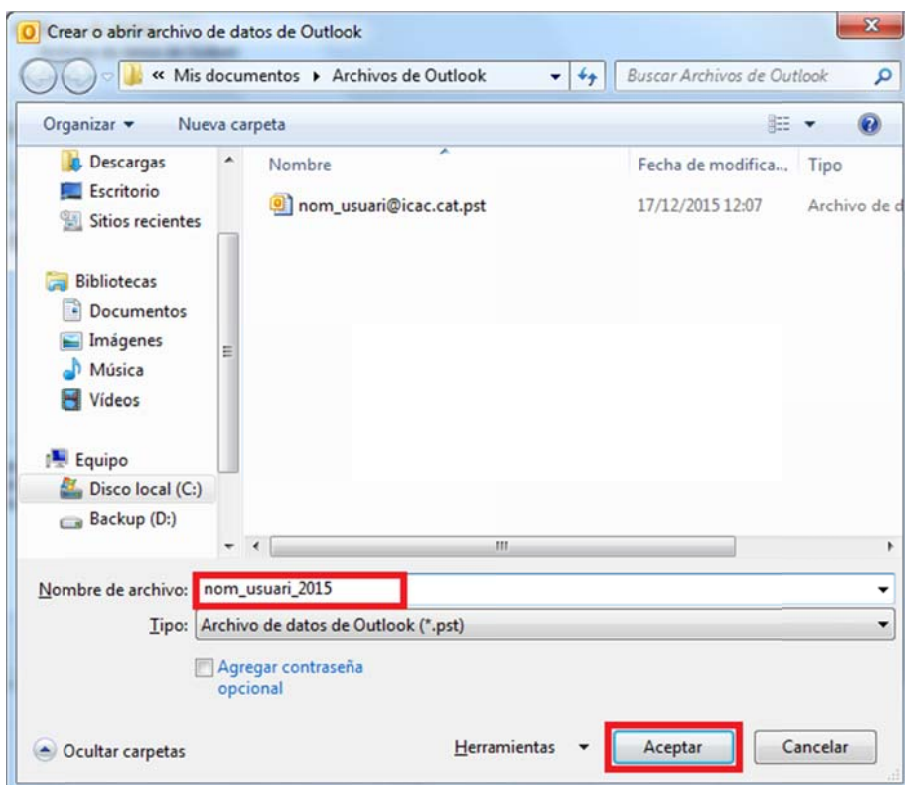 Crear o abrir archivo de datos de Outlook
« Mis documentos ▸ Archivos de Outlook
Buscar Archivos de Outlook
Organizar
Nueva carpeta
Nombre
Fecha de modifica...
Tipo
Descargas
Escritorio
Sitios recientes
nom_usuari@icac.cat.pst
17/12/2015 12:07
Archivo de d
Bibliotecas
Documentos
Imágenes
Música
Vídeos
Equipo
Disco local (C:)
Backup (D:)
Nombre de archivo: nom_usuari_2015
Tipo: Archivo de datos de Outlook (*.pst)
Agregar contraseña
opcional
Ocultar carpetas
Herramientas
Aceptar
Cancelar